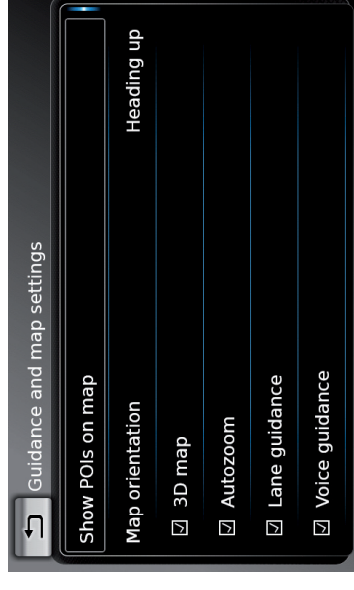 Guidance and map settings
Show POIs on map
Map orientation Heading up
3D map
Autozoom
Lane guidance
Voice guidance